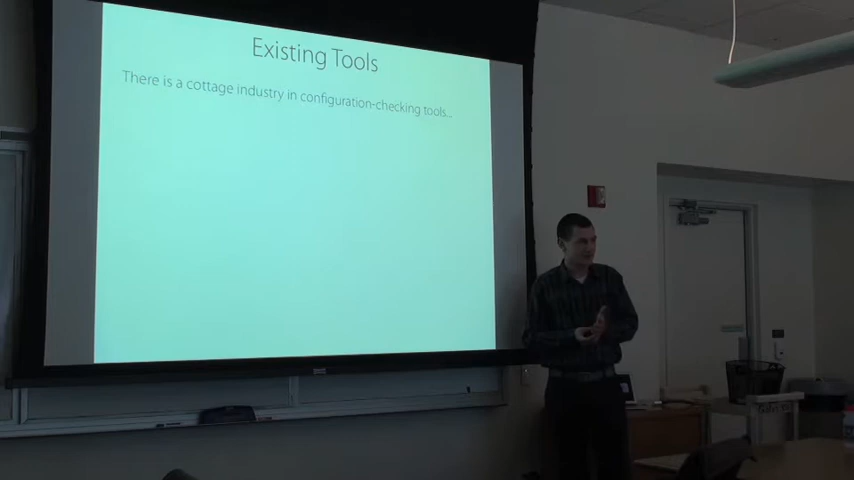 Existing Tools
There is a cottage industry in configuration-checking tools...